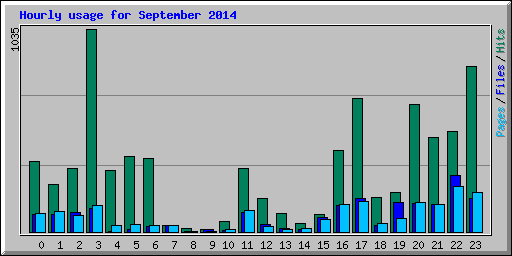 Hourly usage for September 2014
1035
Pages / Files / Hits
0 1 2 3 4 5 6 7 8 9 10 11 12 13 14 15 16 17 18 19 20 21 22 23